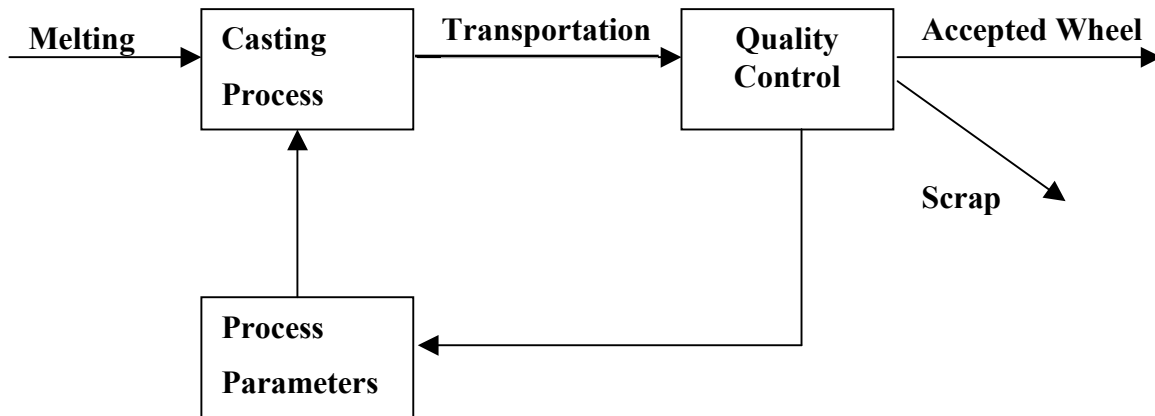 Melting
Casting
Process
Transportation
Quality
Control
Accepted Wheel
Scrap
Process
Parameters